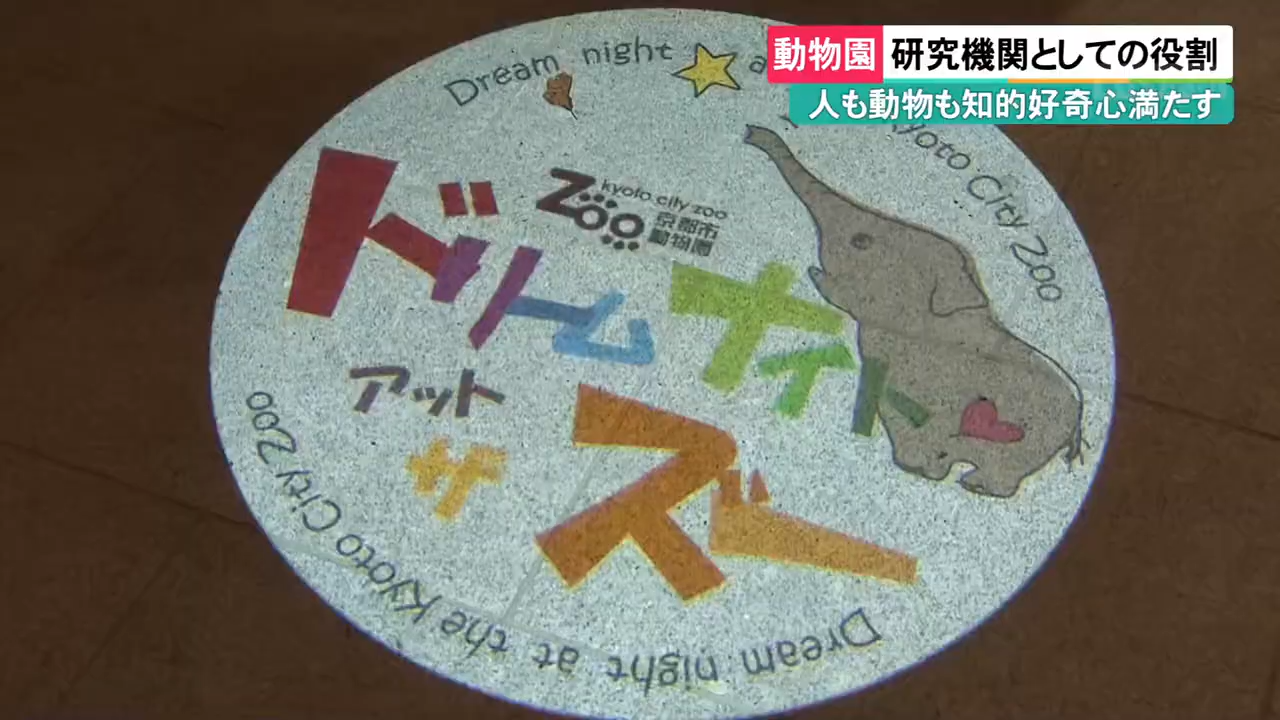 動物園 研究機関としての役割
人も動物も知的好奇心満たす
Dream night a
kyoto City Zoo
Zoo kyoto city zoo
京都市
動物園
ドリームナイト
アット
ザ
ズー
Dream night at the kyoto City Zoo